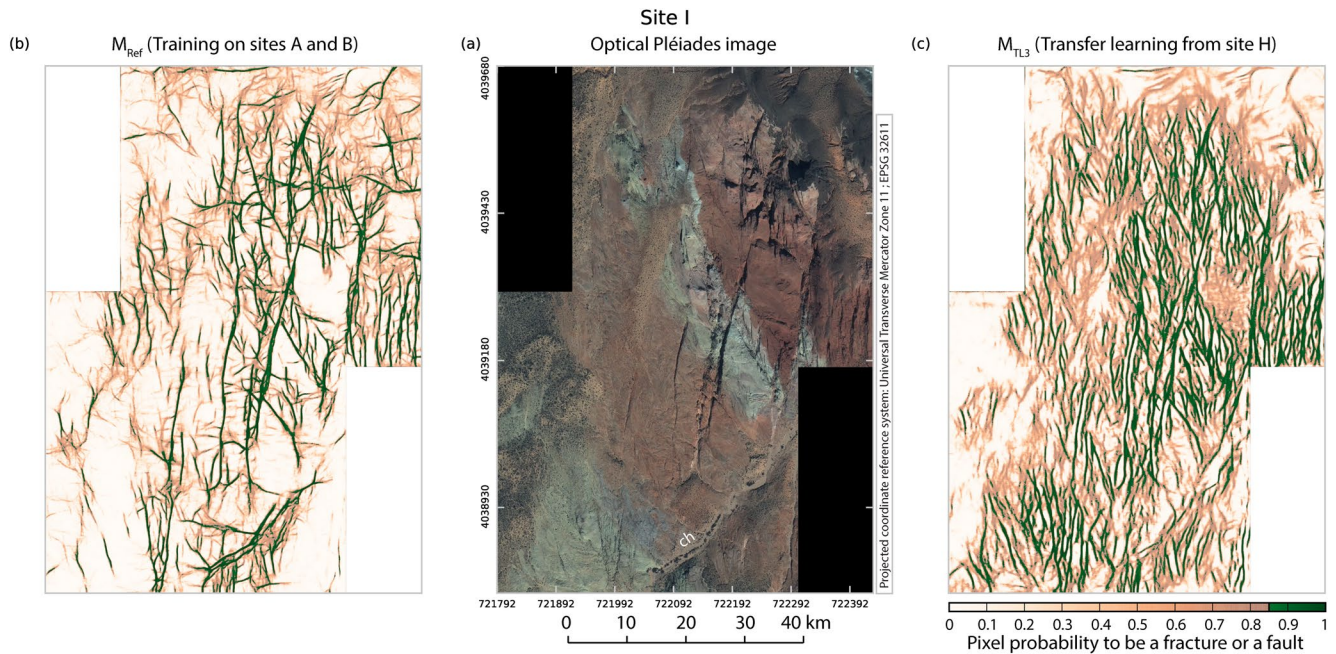 Site I
(b)
M_Ref (Training on sites A and B)
(a)
Optical Pléiades image
(c)
M_TL3 (Transfer learning from site H)
4039680
4039430
4039180
4038930
ch
Projected coordinate reference system: Universal Transverse Mercator Zone 11 ; EPSG 32611
721792 721892 721992 722092 722192 722292 722392
0 10 20 30 40 km
0 0.1 0.2 0.3 0.4 0.5 0.6 0.7 0.8 0.9 1
Pixel probability to be a fracture or a fault